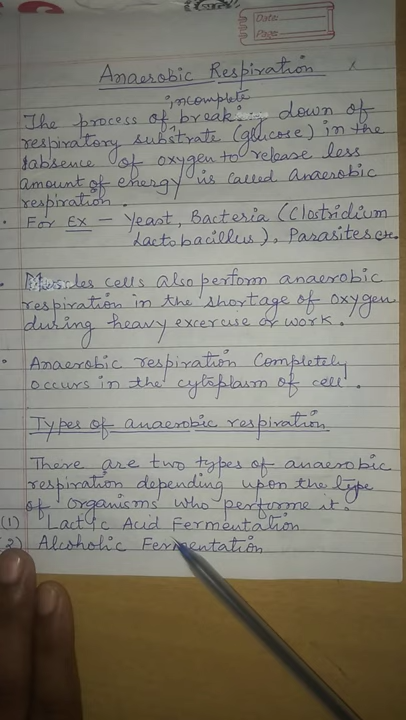 Date
Page
Anaerobic Respiration
incomplete
The process of break down of
respiratory substrate (glucose) in the
absence of oxygen to release less
amount of energy is called anaerobic
respiration.
For Ex — Yeast, Bacteria (Clostridium
Lactobacillus), Parasites etc.
Muscles cells also perform anaerobic
respiration in the shortage of oxygen
during heavy excercise or work.
Anaerobic respiration Completely
occurs in the cytoplasm of cell.
Types of anaerobic respiration
There are two types of anaerobic
respiration depending upon the type
of organisms who performe it.
(1) Lactic Acid Fermentation
2) Alcoholic Fermentation